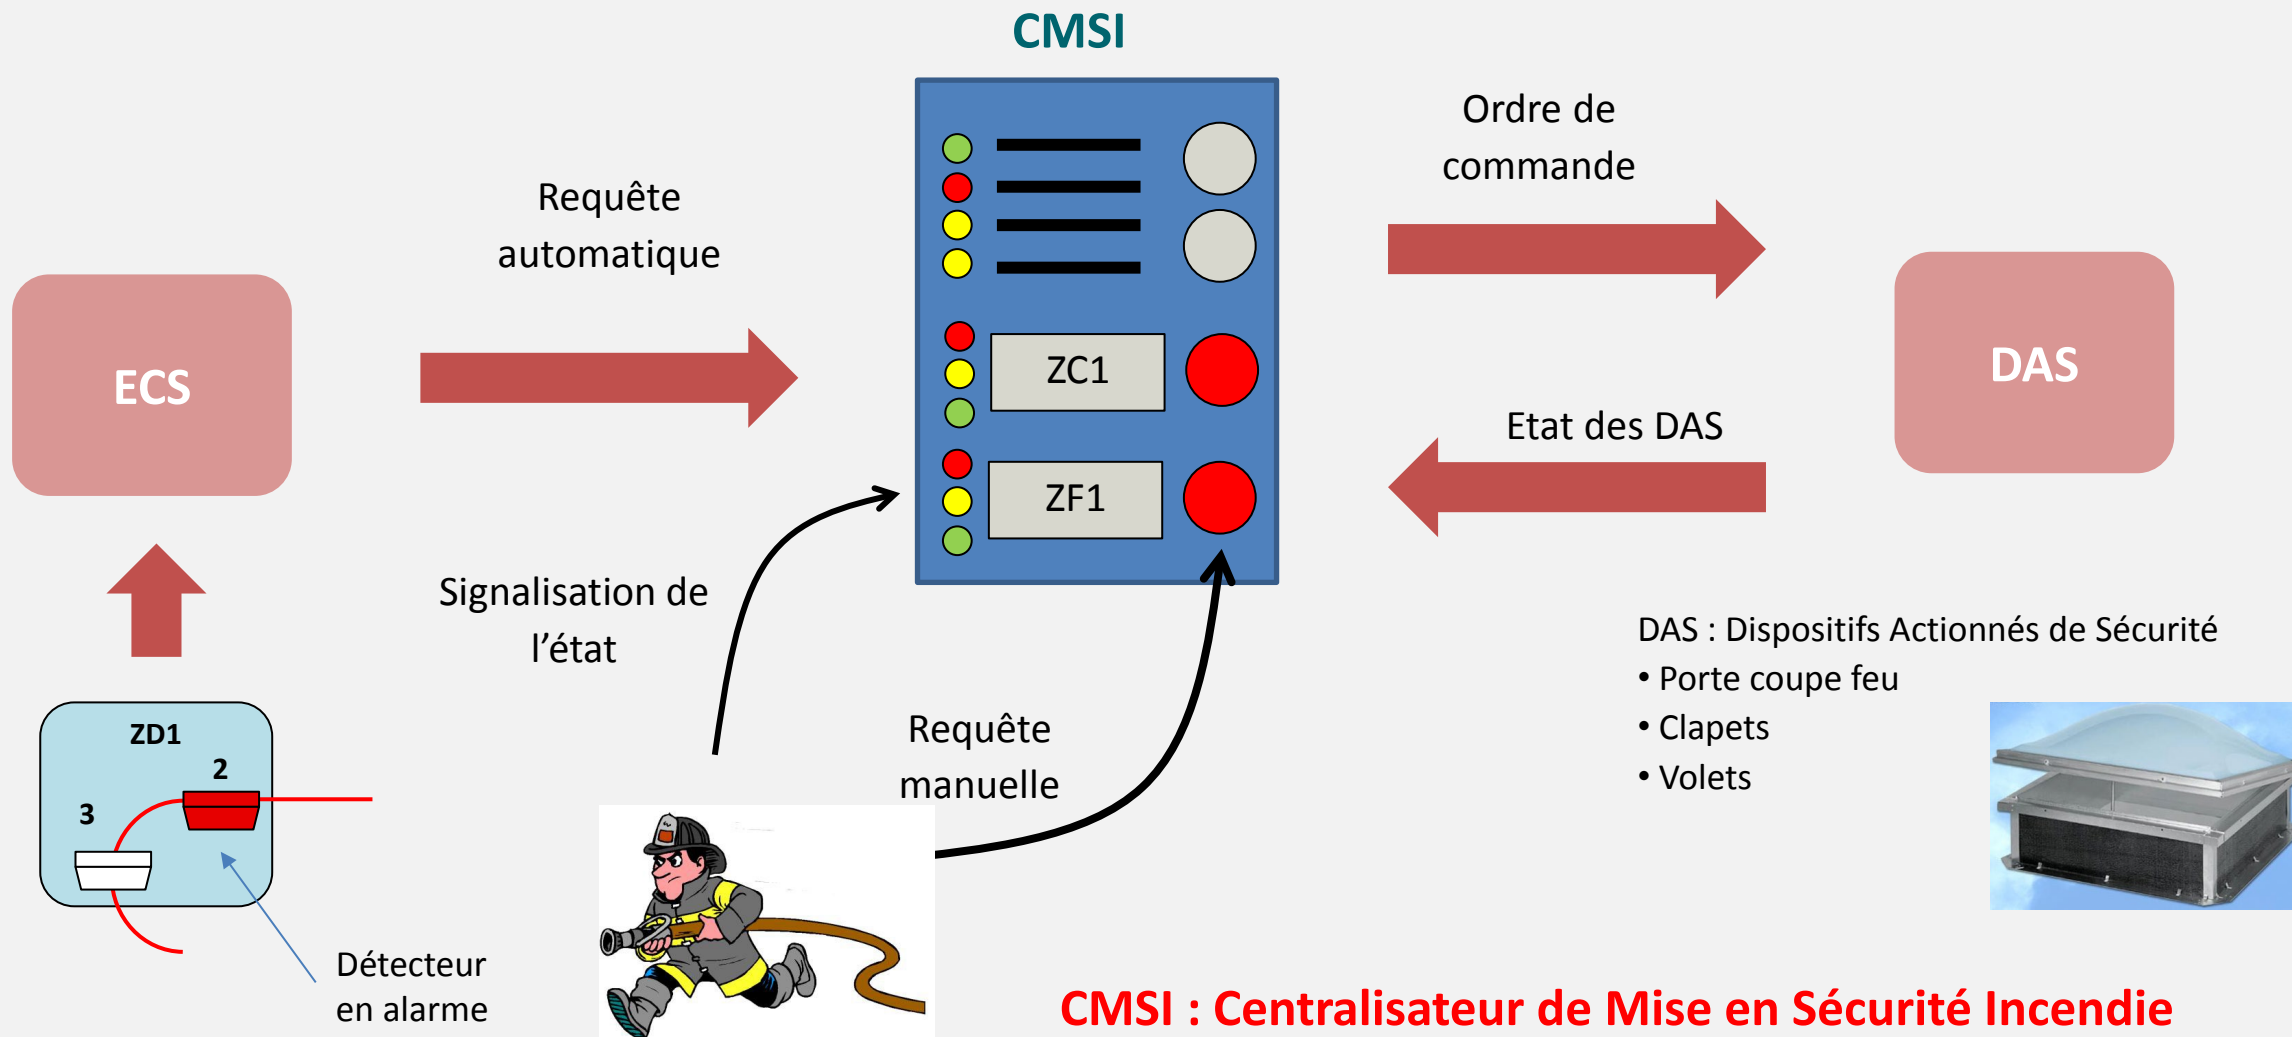 CMSI
Ordre de
commande
Requête
automatique
ECS
ZC1
ZF1
DAS
Etat des DAS
Signalisation de
l’état
Requête
manuelle
ZD1
2
3
Détecteur
en alarme
DAS : Dispositifs Actionnés de Sécurité
• Porte coupe feu
• Clapets
• Volets
CMSI : Centralisateur de Mise en Sécurité Incendie